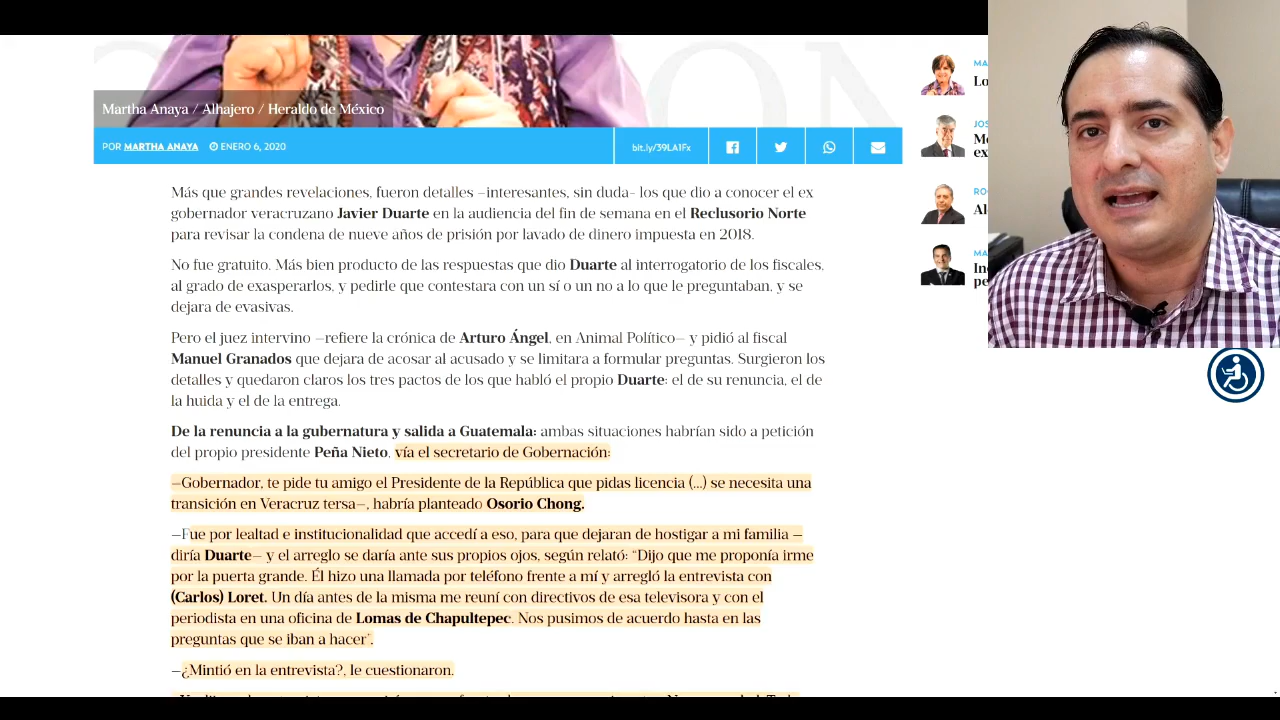 Martha Anaya / Alhajero / Heraldo de México
POR MARTHA ANAYA ENERO 6, 2020
bit.ly/39LA1Fx
Más que grandes revelaciones, fueron detalles –interesantes, sin duda– los que dio a conocer el ex
gobernador veracruzano Javier Duarte en la audiencia del fin de semana en el Reclusorio Norte
para revisar la condena de nueve años de prisión por lavado de dinero impuesta en 2018.
No fue gratuito. Más bien producto de las respuestas que dio Duarte al interrogatorio de los fiscales,
al grado de exasperarlos, y pedirle que contestara con un sí o un no a lo que le preguntaban, y se
dejara de evasivas.
Pero el juez intervino –refiere la crónica de Arturo Ángel, en Animal Político– y pidió al fiscal
Manuel Granados que dejara de acosar al acusado y se limitara a formular preguntas. Surgieron los
detalles y quedaron claros los tres pactos de los que habló el propio Duarte: el de su renuncia, el de
la huida y el de la entrega.
De la renuncia a la gubernatura y salida a Guatemala: ambas situaciones habrían sido a petición
del propio presidente Peña Nieto, vía el secretario de Gobernación:
–Gobernador, te pide tu amigo el Presidente de la República que pidas licencia (...) se necesita una
transición en Veracruz tersa–, habría planteado Osorio Chong.
–Fue por lealtad e institucionalidad que accedí a eso, para que dejaran de hostigar a mi familia –
diría Duarte– y el arreglo se daría ante sus propios ojos, según relató: “Dijo que me proponía irme
por la puerta grande. Él hizo una llamada por teléfono frente a mí y arregló la entrevista con
(Carlos) Loret. Un día antes de la misma me reuní con directivos de esa televisora y con el
periodista en una oficina de Lomas de Chapultepec. Nos pusimos de acuerdo hasta en las
preguntas que se iban a hacer”.
–¿Mintió en la entrevista?, le cuestionaron.
MA
Lo
JOS
Me
ex
RO
Al
MA
In
pe